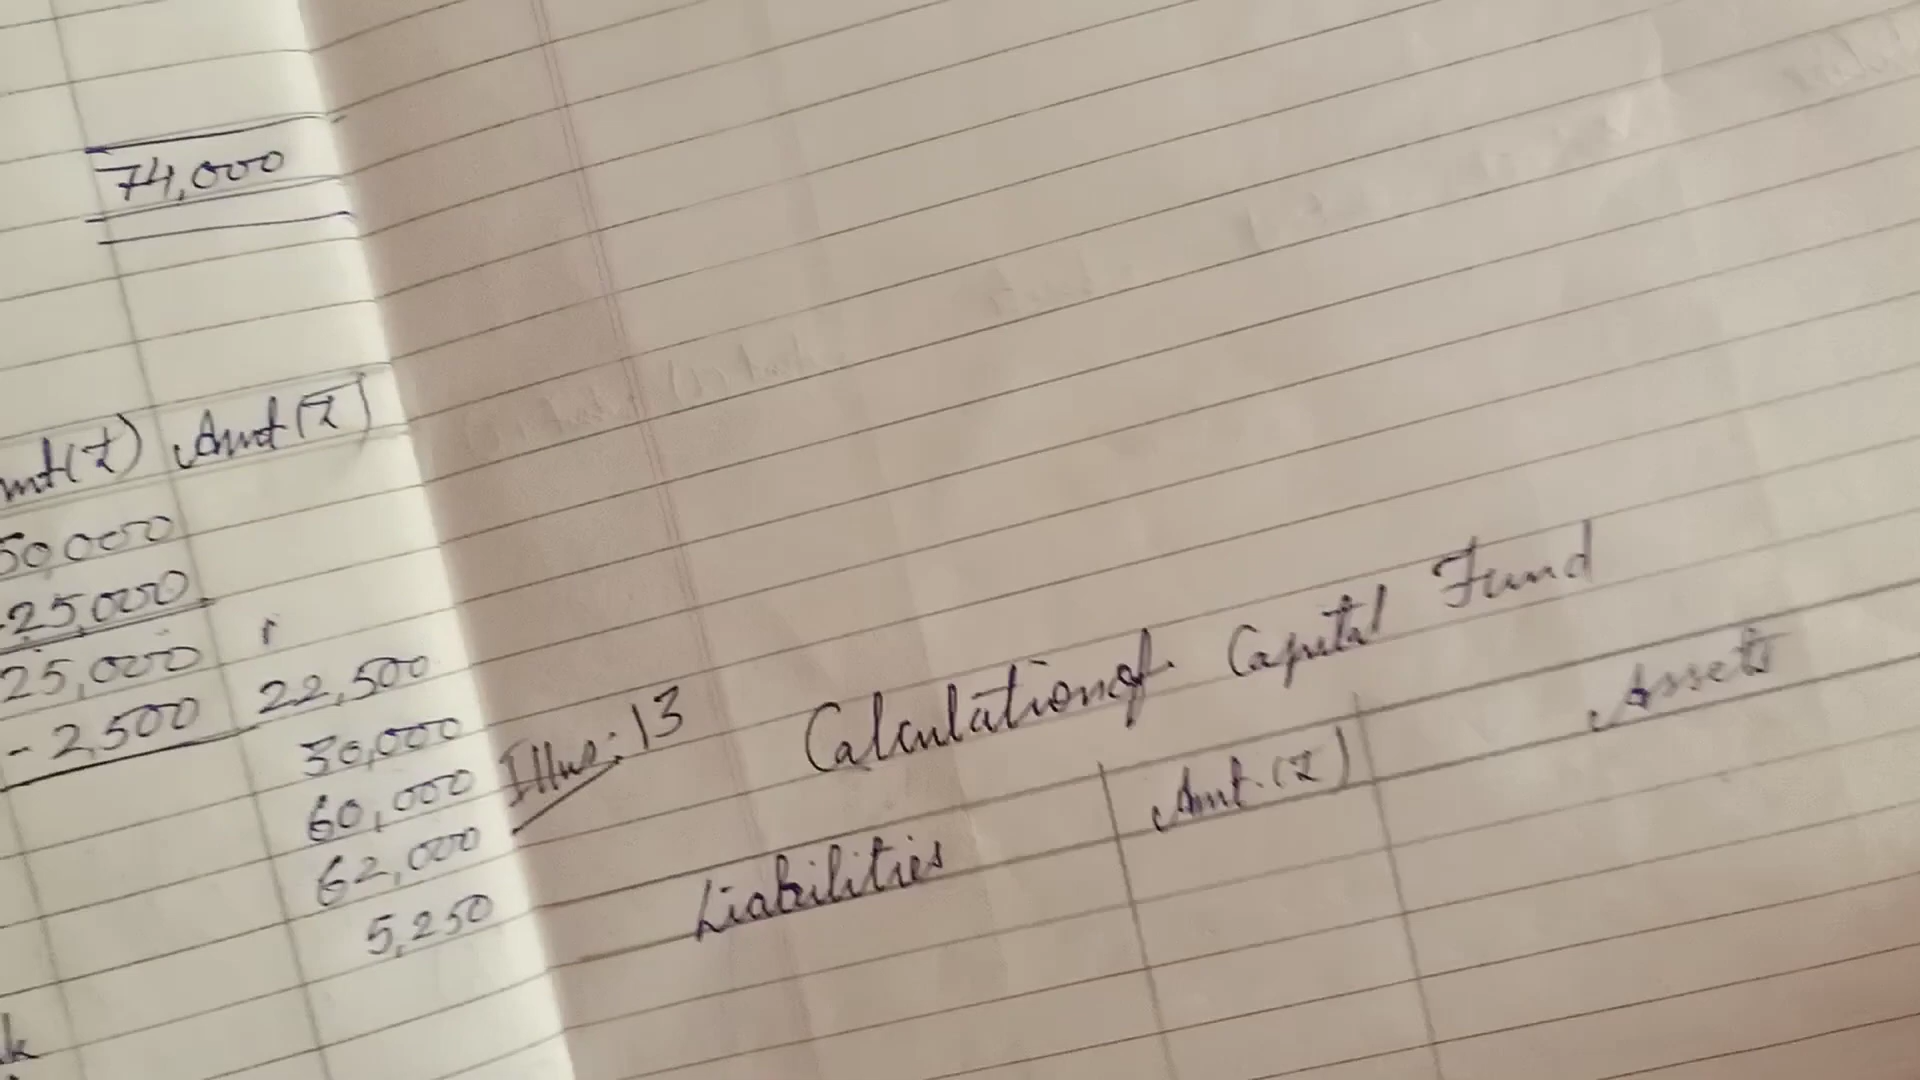 74,000
Amt(₹)
50,000
25,000
25,000
- 2,500 22,500
30,000
60,000
62,000
5,250
Illus: 13 Calculation of Capital Fund
Liabilities Amt.(₹) Assets